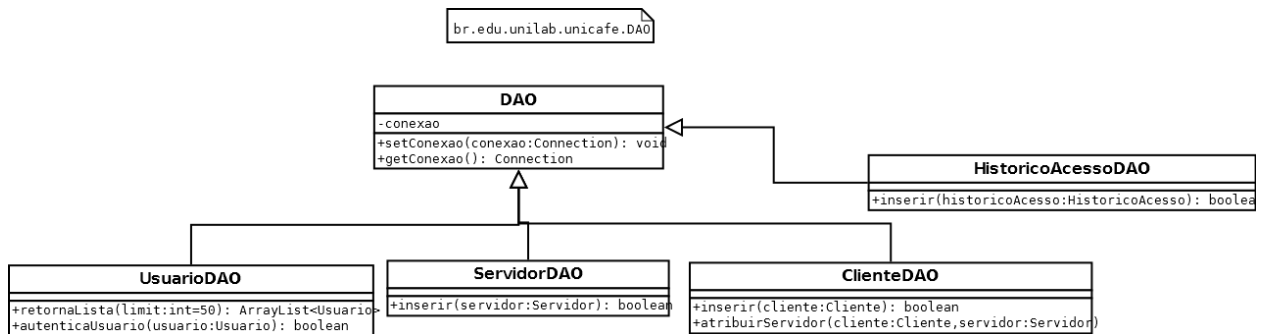 br.edu.unilab.unicafe.DAO
DAO
-conexao
+setConexao(conexao:Connection): void
+getConexao(): Connection
HistoricoAcessoDAO
+inserir(historicoAcesso:HistoricoAcesso): boolea
UsuarioDAO
+retornaLista(limit:int=50): ArrayList<Usuario>
+autenticaUsuario(usuario:Usuario): boolean
ServidorDAO
+inserir(servidor:Servidor): boolean
ClienteDAO
+inserir(cliente:Cliente): boolean
+atribuirServidor(cliente:Cliente,servidor:Servidor)